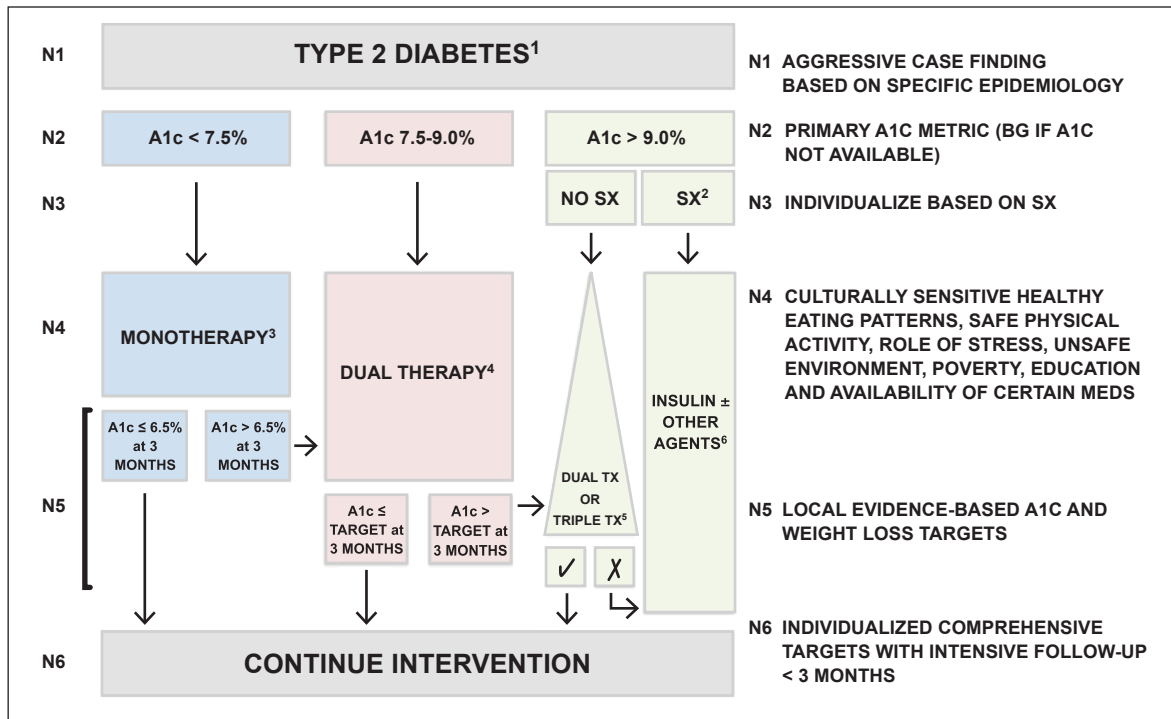 N1
TYPE 2 DIABETES1
N1 AGGRESSIVE CASE FINDING
BASED ON SPECIFIC EPIDEMIOLOGY
N2
A1c < 7.5%
A1c 7.5-9.0%
A1c > 9.0%
N2 PRIMARY A1C METRIC (BG IF A1C
NOT AVAILABLE)
N3
NO SX
SX2
N3 INDIVIDUALIZE BASED ON SX
N4
MONOTHERAPY3
DUAL THERAPY4
INSULIN ±
OTHER
AGENTS6
N4 CULTURALLY SENSITIVE HEALTHY
EATING PATTERNS, SAFE PHYSICAL
ACTIVITY, ROLE OF STRESS, UNSAFE
ENVIRONMENT, POVERTY, EDUCATION
AND AVAILABILITY OF CERTAIN MEDS
N5
A1c ≤ 6.5%
at 3
MONTHS
A1c > 6.5%
at 3
MONTHS
A1c ≤
TARGET at
3 MONTHS
A1c >
TARGET at
3 MONTHS
DUAL TX
OR
TRIPLE TX5
✓
✗
N5 LOCAL EVIDENCE-BASED A1C AND
WEIGHT LOSS TARGETS
N6
CONTINUE INTERVENTION
N6 INDIVIDUALIZED COMPREHENSIVE
TARGETS WITH INTENSIVE FOLLOW-UP
< 3 MONTHS